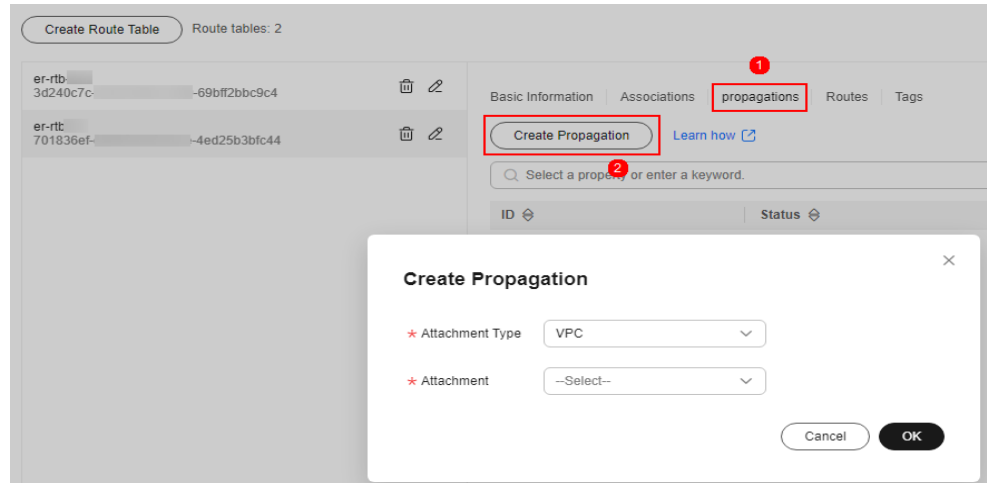 Create Route Table
Route tables: 2
er-rtb-
3d240c7c- -69bff2bbc9c4
er-rtb
701836ef- -4ed25b3bfc44
1
Basic Information
Associations
propagations
Routes
Tags
Create Propagation
Learn how
2
Select a property or enter a keyword.
ID
Status
Create Propagation
* Attachment Type
VPC
* Attachment
--Select--
Cancel
OK